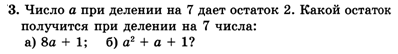 3. Число a при делении на 7 дает остаток 2. Какой остаток
получится при делении на 7 числа:
а) 8a + 1; б) a² + a + 1?